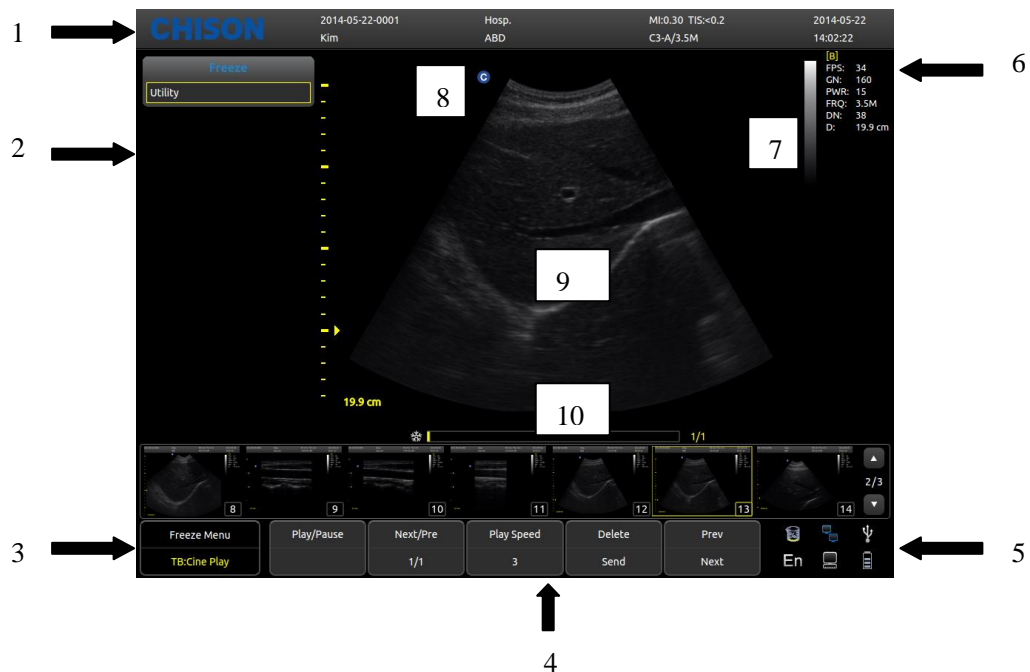 CHISON
2014-05-22-0001 Hosp. MI:0.30 TIS:<0.2 2014-05-22
Kim ABD C3-A/3.5M 14:02:22
1
Freeze
Utility
2
8
C
[B]
FPS: 34
GN: 160
PWR: 15
FRQ: 3.5M
DN: 38
D: 19.9 cm
6
7
9
19.9 cm
10
1/1
8 9 10 11 12 13 14
2/3
3
Freeze Menu Play/Pause Next/Pre Play Speed Delete Prev
TB:Cine Play 1/1 3 Send Next
En
5
4